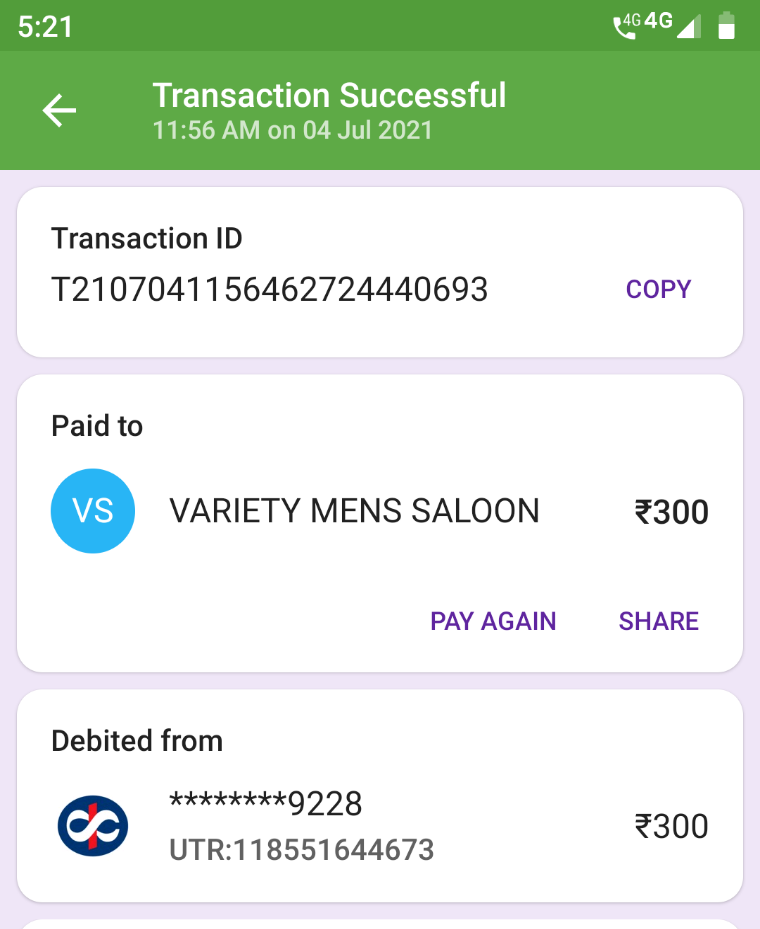 5:21 4G 4G
Transaction Successful
11:56 AM on 04 Jul 2021
Transaction ID
T2107041156462724440693 COPY
Paid to
VS VARIETY MENS SALOON ₹300
PAY AGAIN SHARE
Debited from
********9228
₹300
UTR:118551644673